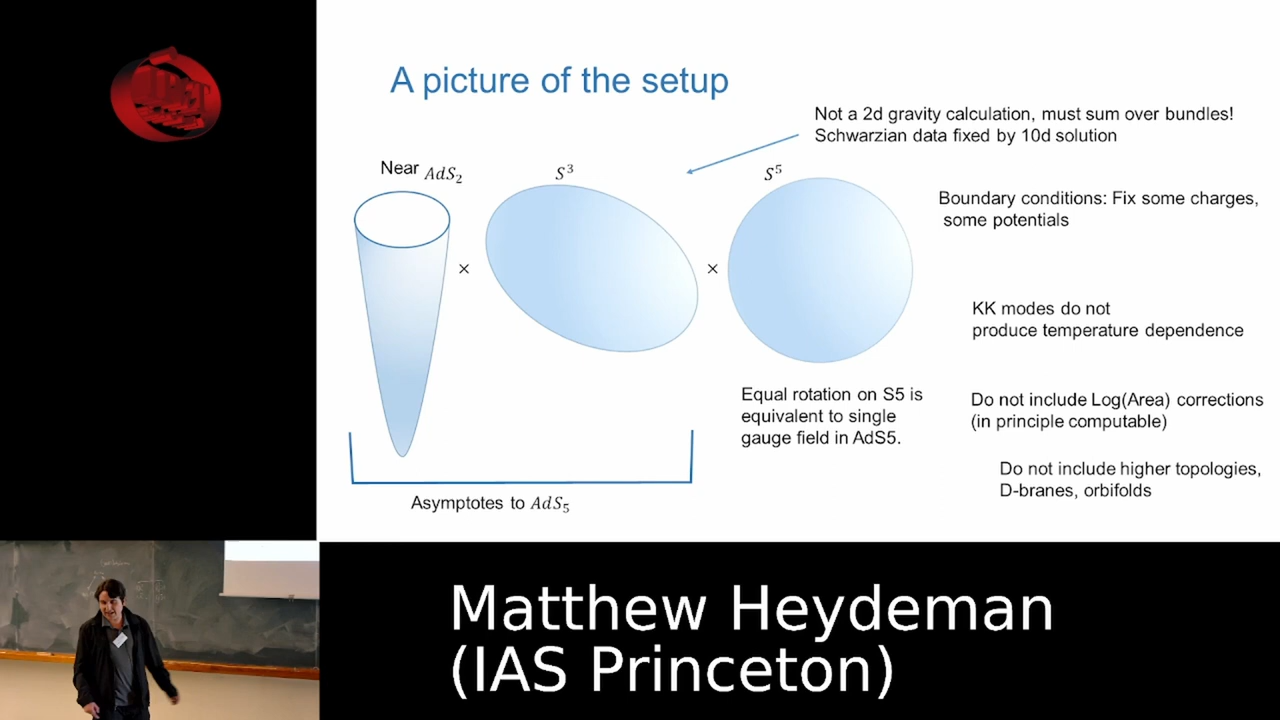 A picture of the setup
Not a 2d gravity calculation, must sum over bundles!
Schwarzian data fixed by 10d solution
Near AdS₂
S³
S⁵
Boundary conditions: Fix some charges,
some potentials
×
×
KK modes do not
produce temperature dependence
Equal rotation on S5 is
equivalent to single
gauge field in AdS5.
Do not include Log(Area) corrections
(in principle computable)
Do not include higher topologies,
D-branes, orbifolds
Asymptotes to AdS₅
Matthew Heydeman
(IAS Princeton)